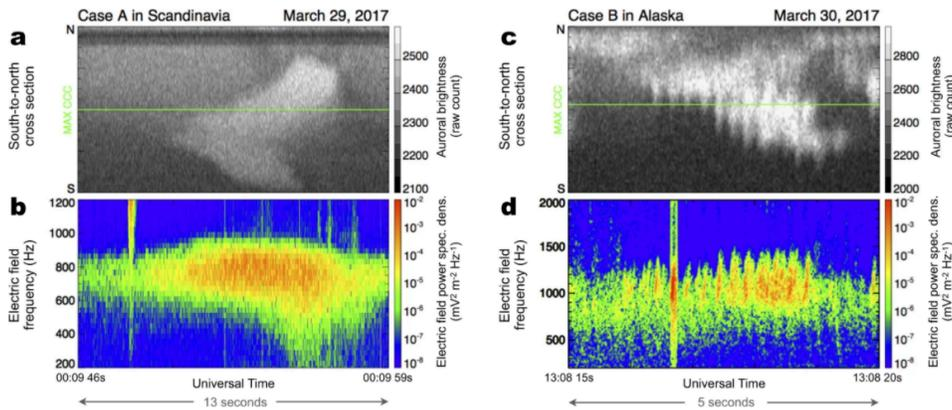 Case A in Scandinavia March 29, 2017
a
N
South-to-north
cross section
MAX CCC
S
2500
2400
2300
2200
2100
Auroral brightness
(raw count)
b
Electric field
frequency (Hz)
1200
1000
800
600
400
200
10-2
10-3
10-4
10-5
10-6
10-7
10-8
Electric field power spec. dens.
(mV2 m-2 Hz-1)
00:09 46s Universal Time 00:09 59s
13 seconds
Case B in Alaska March 30, 2017
c
N
South-to-north
cross section
MAX CCC
S
2800
2600
2400
2200
2000
Auroral brightness
(raw count)
d
Electric field
frequency (Hz)
2000
1500
1000
500
10-2
10-3
10-4
10-5
10-6
10-7
10-8
Electric field power spec. dens.
(mV2 m-2 Hz-1)
13:08 15s Universal Time 13:08 20s
5 seconds